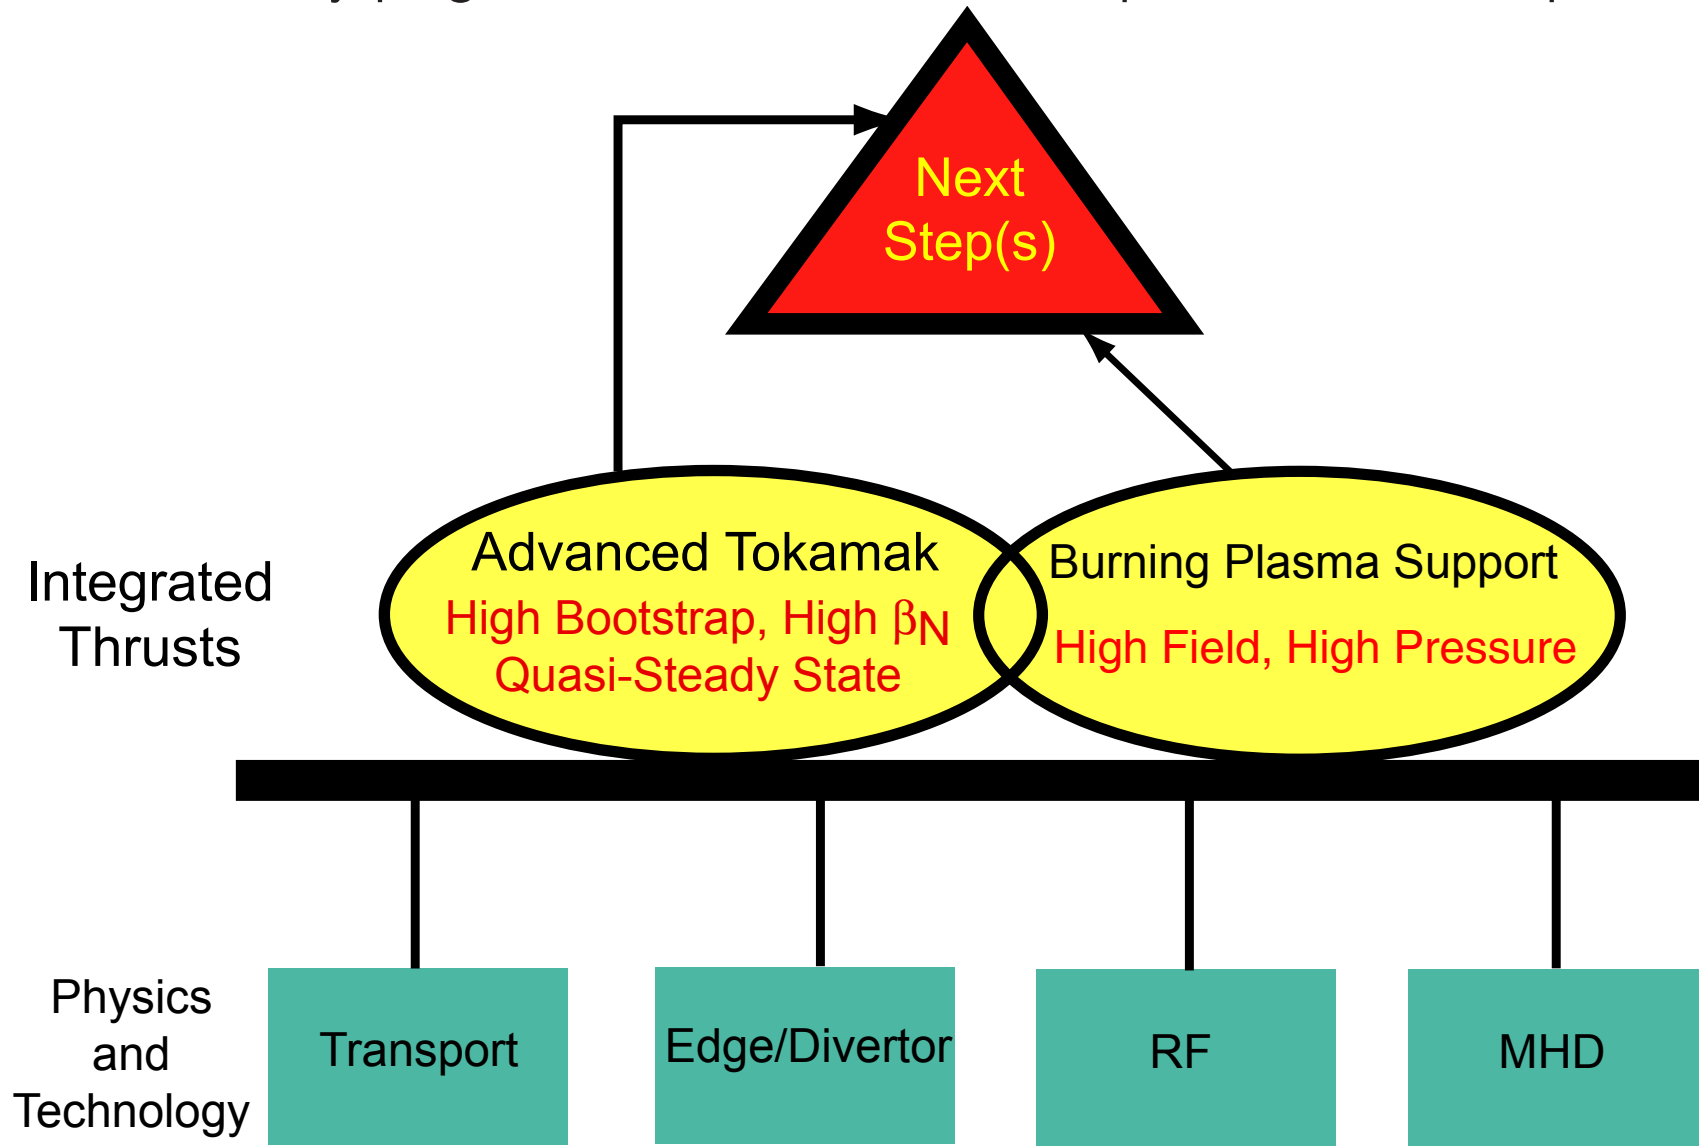 Next
Step(s)
Integrated
Thrusts
Advanced Tokamak
High Bootstrap, High βN
Quasi-Steady State
Burning Plasma Support
High Field, High Pressure
Physics
and
Technology
Transport
Edge/Divertor
RF
MHD